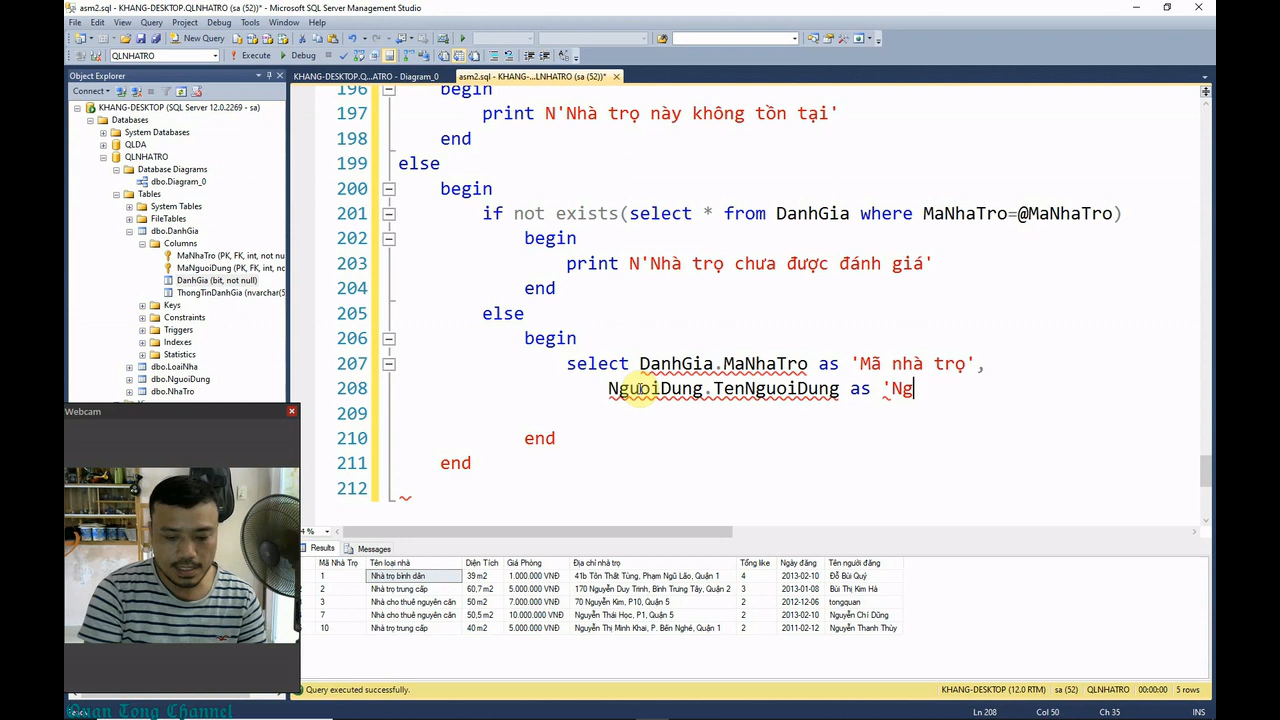 asm2.sql - KHANG-DESKTOP.QLNHATRO (sa (52))* - Microsoft SQL Server Management Studio
File Edit View Query Project Debug Tools Window Help
New Query
QLNHATRO Execute Debug
Object Explorer
KHANG-DESKTOP.Q...ATRO - Diagram_0 asm2.sql - KHANG-...LNHATRO (sa (52))*
Connect
KHANG-DESKTOP (SQL Server 12.0.2269 - sa)
Databases
System Databases
QLDA
QLNHATRO
Database Diagrams
dbo.Diagram_0
Tables
System Tables
FileTables
dbo.DanhGia
Columns
MaNhaTro (PK, FK, int, not nu
MaNguoiDung (PK, FK, int, no
DanhGia (bit, not null)
ThongTinDanhGia (nvarchar(5
Keys
Constraints
Triggers
Indexes
Statistics
dbo.LoaiNha
dbo.NguoiDung
dbo.NhaTro
196 begin
197 print N'Nhà trọ này không tồn tại'
198 end
199 else
200 begin
201 if not exists(select * from DanhGia where MaNhaTro=@MaNhaTro)
202 begin
203 print N'Nhà trọ chưa được đánh giá'
204 end
205 else
206 begin
207 select DanhGia.MaNhaTro as 'Mã nhà trọ',
208 NguoiDung.TenNguoiDung as 'Ng
209
210 end
211 end
212
Webcam
4 %
Results Messages
Mã Nhà Trọ Tên loại nhà Diện Tích Giá Phòng Địa chỉ nhà Tổng like Ngày đăng Tên người đăng
1 Nhà trọ bình dân 39 m2 1.000.000 VNĐ 41b Tôn Thất Tùng, Phạm Ngũ Lão, Quận 1 4 2013-02-10 Đỗ Bùi Quý
2 Nhà trọ trung cấp 60,7 m2 5.000.000 VNĐ 170 Nguyễn Duy Trinh, Bình Trưng Tây, Quận 2 3 2013-01-08 Bùi Thị Kim Hà
3 Nhà cho thuê nguyên căn 50 m2 7.000.000 VNĐ 70 Nguyễn Kim, P10, Quận 5 2 2012-12-06 tongquan
7 Nhà cho thuê nguyên căn 50,5 m2 10.000.000 VNĐ Nguyễn Thái Học, P1, Quận 5 2 2013-02-10 Nguyễn Chí Dũng
10 Nhà trọ trung cấp 40 m2 5.000.000 VNĐ Nguyễn Thị Minh Khai, P. Bến Nghé, Quận 1 2 2011-02-12 Nguyễn Thanh Thùy
Query executed successfully. KHANG-DESKTOP (12.0 RTM) sa (52) QLNHATRO 00:00:00 5 rows
Quan Tong Channel
Ln 208 Col 50 Ch 35 INS